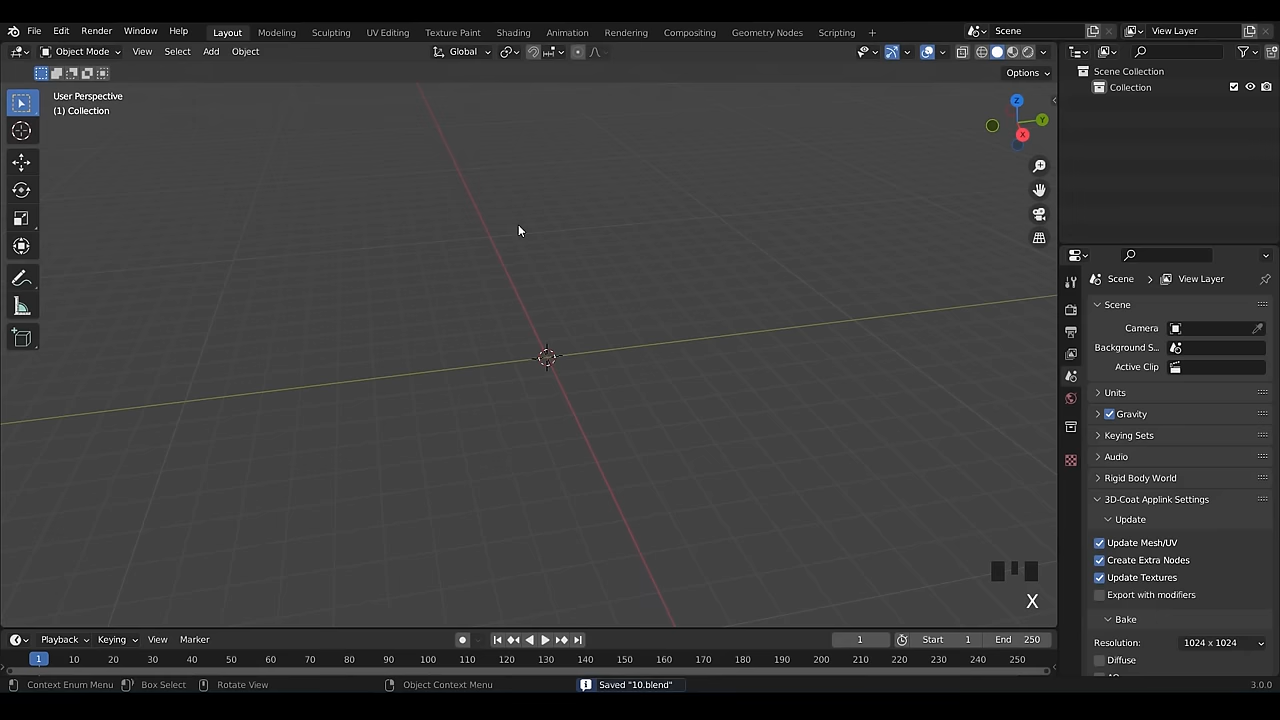 File Edit Render Window Help Layout Modeling Sculpting UV Editing Texture Paint Shading Animation Rendering Compositing Geometry Nodes Scripting + Scene View Layer
Object Mode View Select Add Object Global
Options
User Perspective
(1) Collection
Z
Y
X
Scene Collection
Collection
Scene View Layer
Scene
Camera
Background S...
Active Clip
Units
Gravity
Keying Sets
Audio
Rigid Body World
3D-Coat Applink Settings
Update
Update Mesh/UV
Create Extra Nodes
Update Textures
Export with modifiers
Bake
Resolution: 1024 x 1024
Diffuse
X
Playback Keying View Marker 1 Start 1 End 250
1 10 20 30 40 50 60 70 80 90 100 110 120 130 140 150 160 170 180 190 200 210 220 230 240 250
Context Enum Menu Box Select Rotate View Object Context Menu Saved "10.blend" 3.0.0